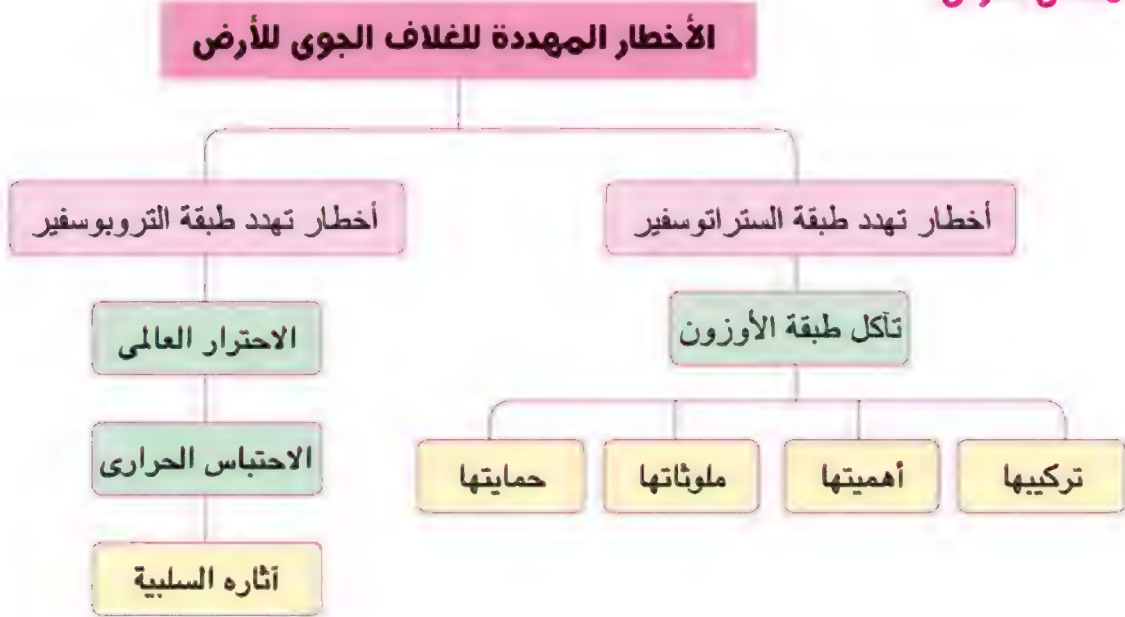 الأخطار المهددة للغلاف الجوى للأرض
أخطار تهدد طبقة الستراتوسفير
أخطار تهدد طبقة التروبوسفير
تآكل طبقة الأوزون
الاحترار العالمى
تركيبها
أهميتها
ملوثاتها
حمايتها
الاحتباس الحرارى
آثاره السلبية